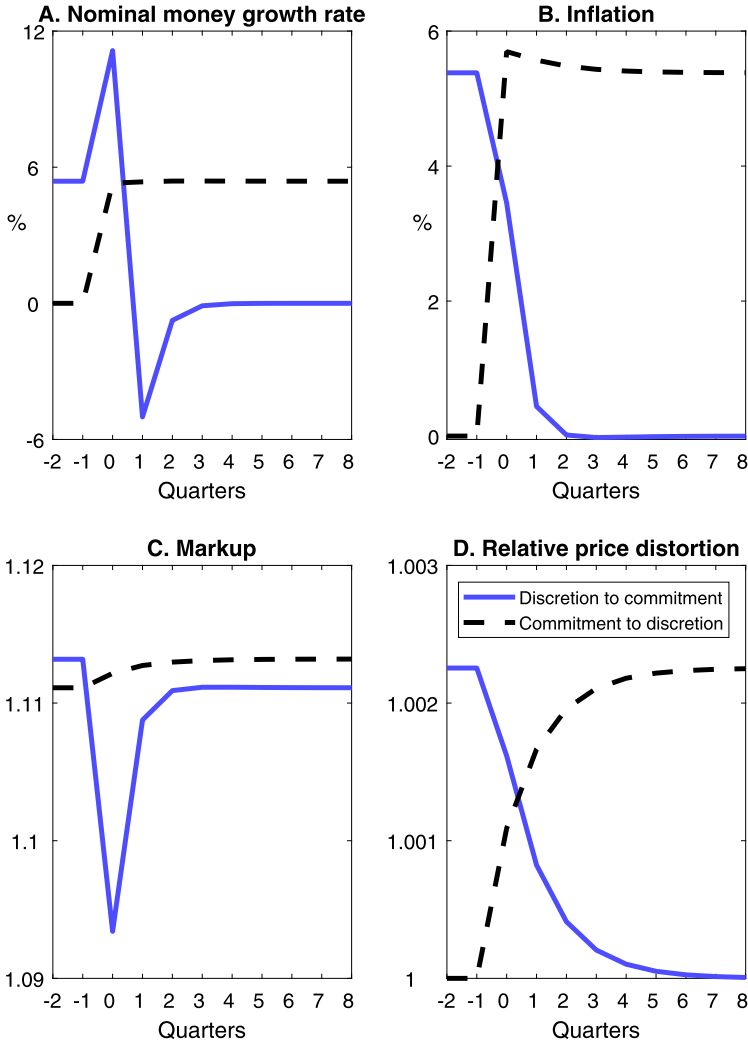 A. Nominal money growth rate
12
6
%
0
-6
-2 -1 0 1 2 3 4 5 6 7 8
Quarters
B. Inflation
6
4
%
2
0
-2 -1 0 1 2 3 4 5 6 7 8
Quarters
C. Markup
1.12
1.11
1.1
1.09
-2 -1 0 1 2 3 4 5 6 7 8
Quarters
D. Relative price distortion
1.003
Discretion to commitment
Commitment to discretion
1.002
1.001
1
-2 -1 0 1 2 3 4 5 6 7 8
Quarters